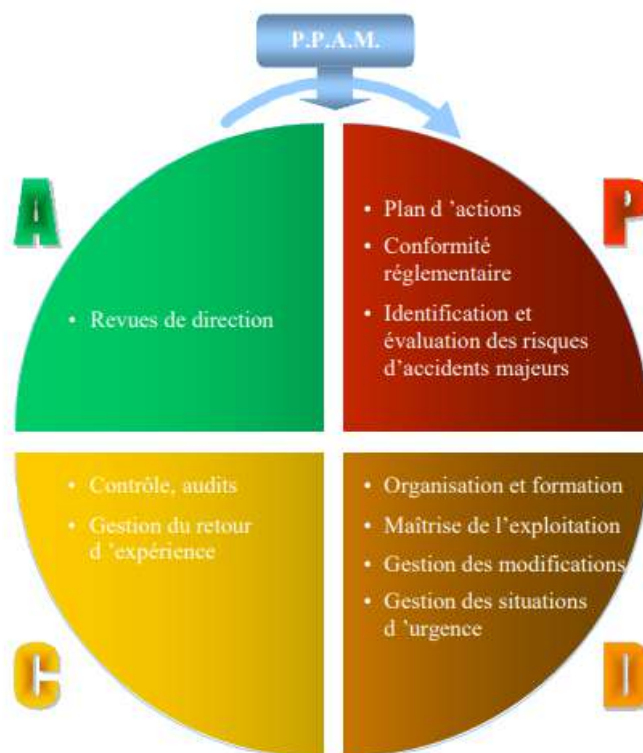 P.P.A.M.
A
P
• Revues de direction
• Plan d ’actions
• Conformité
réglementaire
• Identification et
évaluation des risques
d’accidents majeurs
• Contrôle, audits
• Gestion du retour
d ’expérience
• Organisation et formation
• Maîtrise de l’exploitation
• Gestion des modifications
• Gestion des situations
d ’urgence
C
D